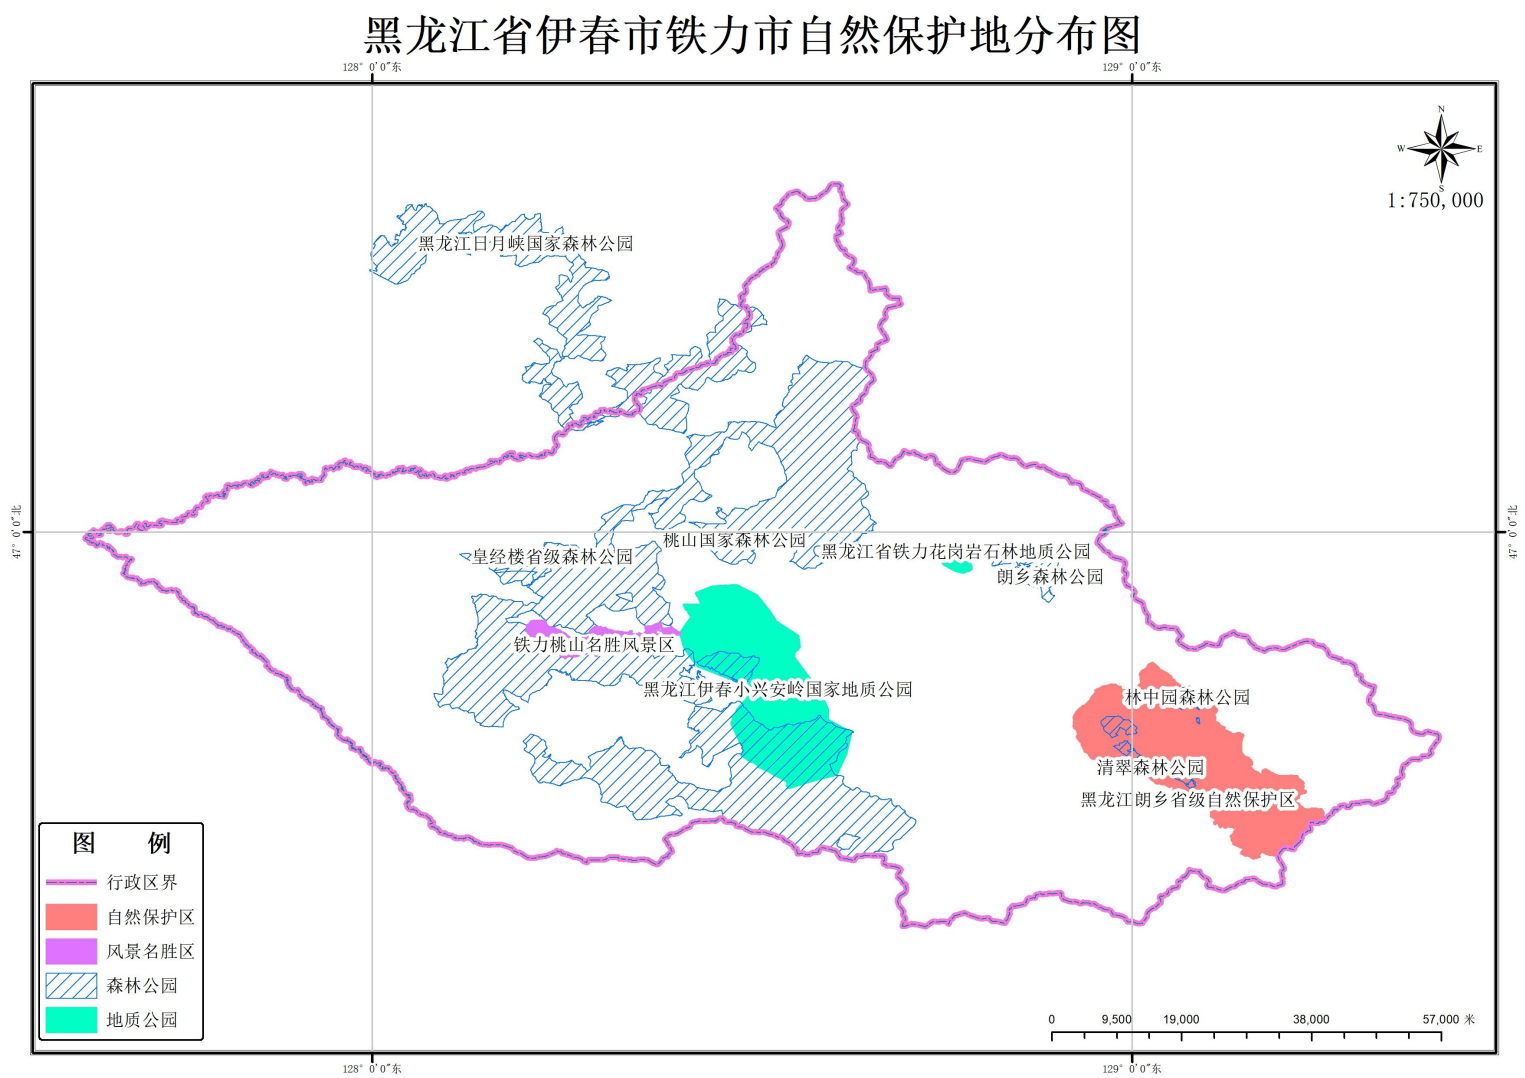 黑龙江省伊春市铁力市自然保护地分布图
128° 0'0"东
129° 0'0"东
N
W
E
S
1:750,000
黑龙江日月峡国家森林公园
47° 0'0"北
47° 0'0"北
桃山国家森林公园
黑龙江省铁力花岗岩石林地质公园
皇经楼省级森林公园
朗乡森林公园
铁力桃山名胜风景区
黑龙江伊春小兴安岭国家地质公园
林中园森林公园
清翠森林公园
黑龙江朗乡省级自然保护区
图 例
行政区界
自然保护区
风景名胜区
森林公园
地质公园
0 9,500 19,000 38,000 57,000 米
128° 0'0"东
129° 0'0"东